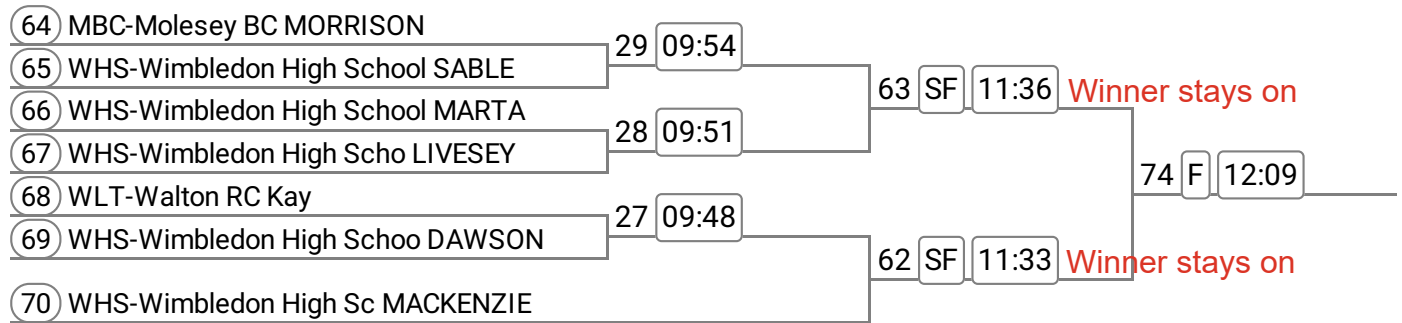 64 MBC-Molesey BC MORRISON
29 09:54
65 WHS-Wimbledon High School SABLE
63 SF 11:36 Winner stays on
66 WHS-Wimbledon High School MARTA
28 09:51
67 WHS-Wimbledon High Scho LIVESEY
74 F 12:09
68 WLT-Walton RC Kay
27 09:48
69 WHS-Wimbledon High Schoo DAWSON
62 SF 11:33 Winner stays on
70 WHS-Wimbledon High Sc MACKENZIE